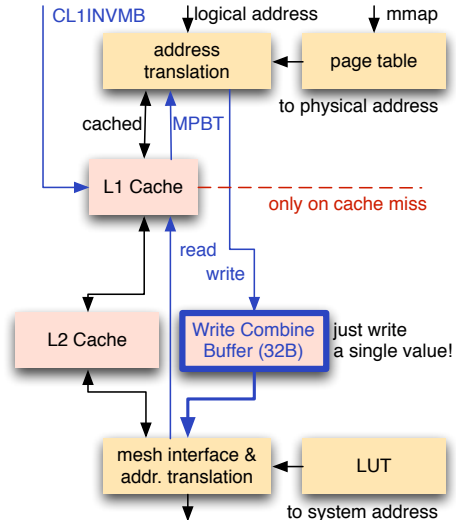 CL1INVMB
logical address
mmap
address
translation
page table
to physical address
cached
MPBT
L1 Cache
only on cache miss
read
write
L2 Cache
Write Combine
Buffer (32B)
just write
a single value!
mesh interface &
addr. translation
LUT
to system address